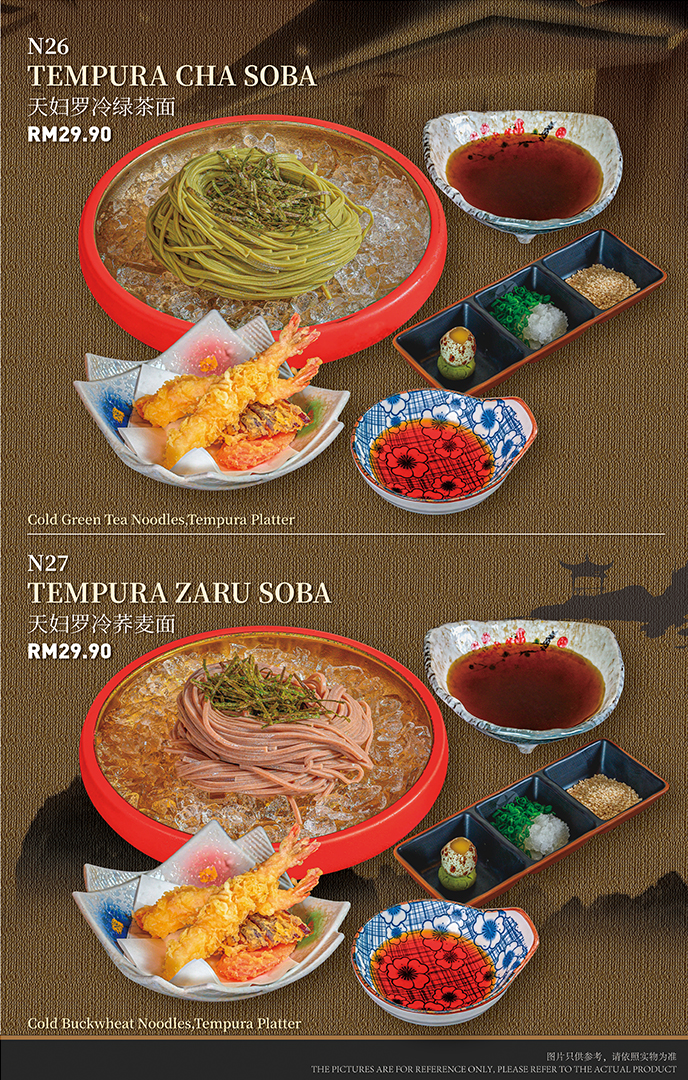 N26
TEMPURA CHA SOBA
天妇罗冷绿茶面
RM29.90
Cold Green Tea Noodles,Tempura Platter
N27
TEMPURA ZARU SOBA
天妇罗冷荞麦面
RM29.90
Cold Buckwheat Noodles,Tempura Platter
图片只供参考，请依照实物为准
THE PICTURES ARE FOR REFERENCE ONLY, PLEASE REFER TO THE ACTUAL PRODUCT